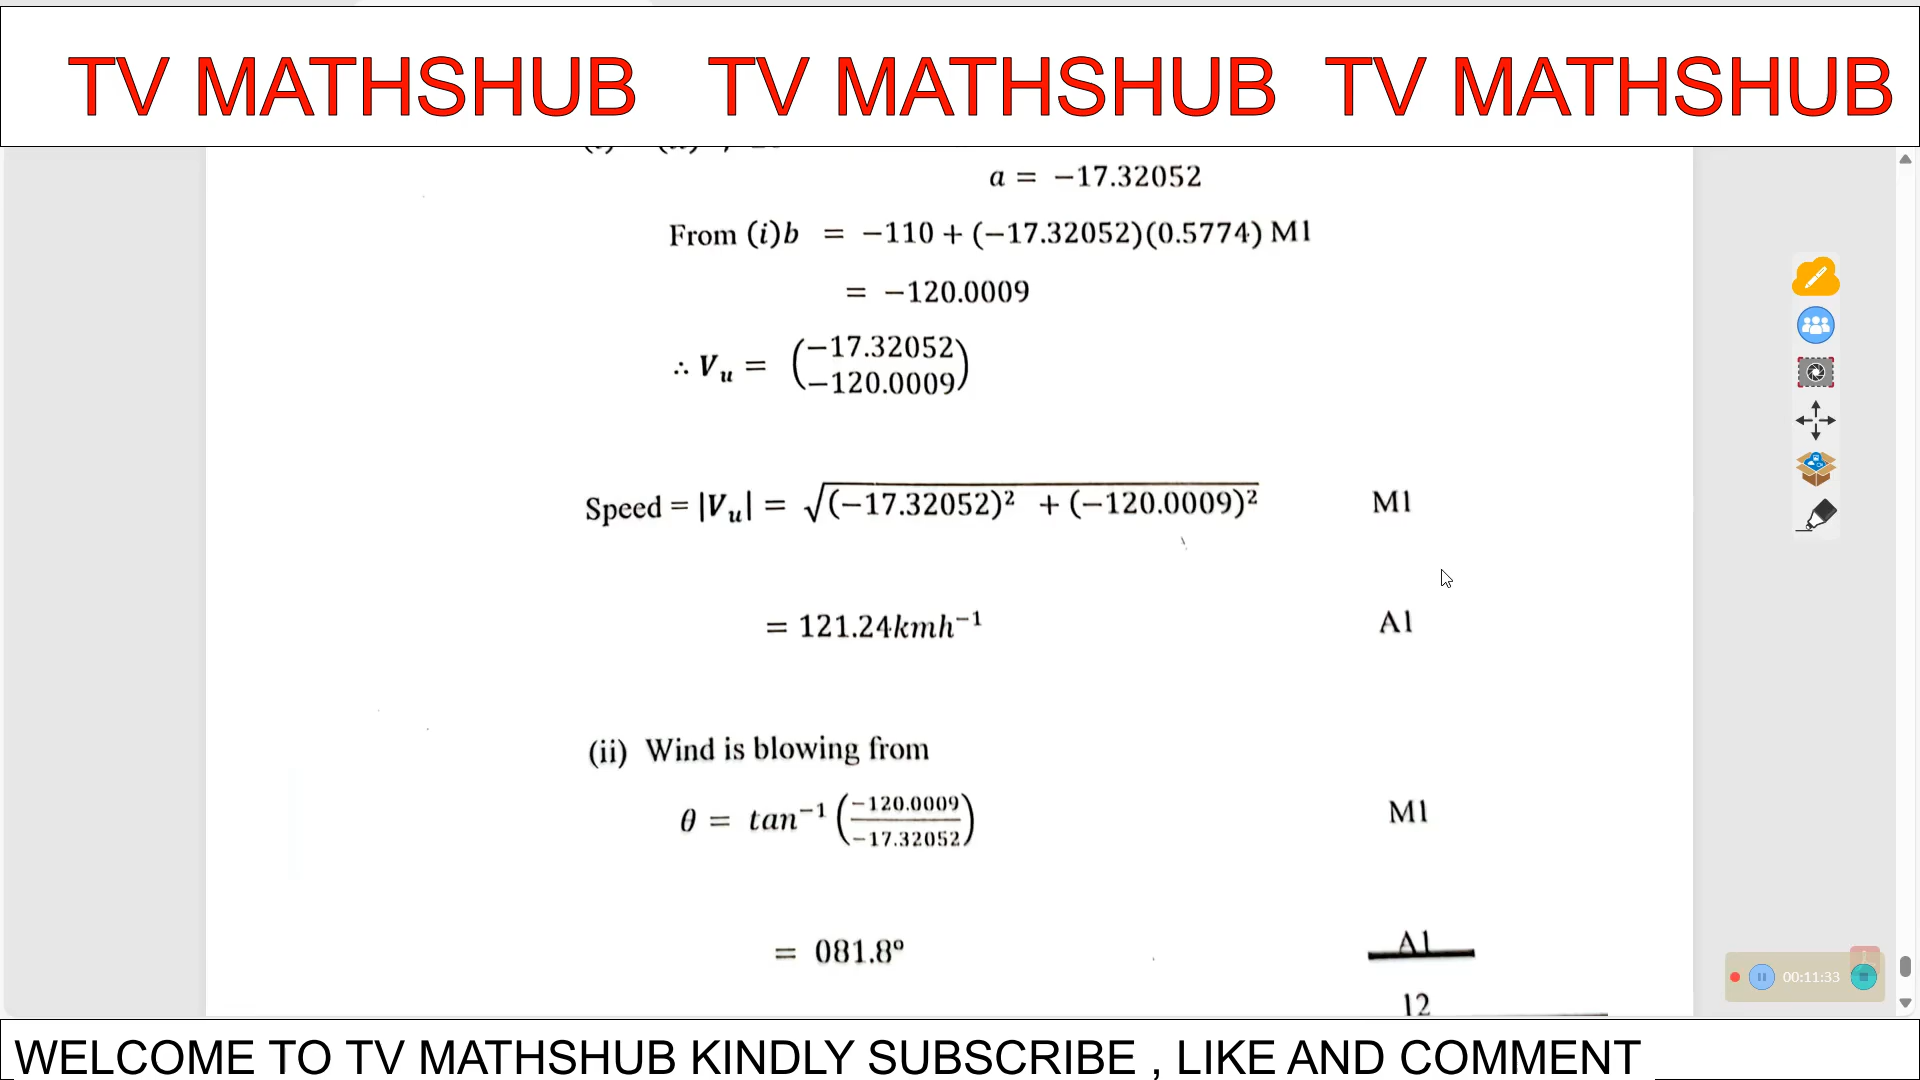 TV MATHSHUB TV MATHSHUB TV MATHSHUB
a = −17.32052
From (i)b = −110 + (−17.32052)(0.5774) M1
= −120.0009
∴ Vᵤ = (−17.32052
−120.0009)
Speed = |Vᵤ| = √(−17.32052)² + (−120.0009)² M1
= 121.24kmh⁻¹ A1
(ii) Wind is blowing from
θ = tan⁻¹ (−120.0009/−17.32052) M1
= 081.8º A1
12
00:11:33
WELCOME TO TV MATHSHUB KINDLY SUBSCRIBE , LIKE AND COMMENT